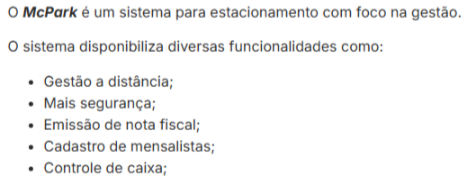 O McPark é um sistema para estacionamento com foco na gestão.
O sistema disponibiliza diversas funcionalidades como:
• Gestão a distância;
• Mais segurança;
• Emissão de nota fiscal;
• Cadastro de mensalistas;
• Controle de caixa;